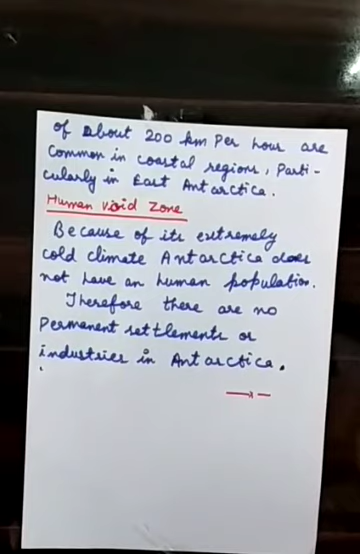 of about 200 km Per hour are
common in coastal regions, Parti-
cularly in East Antarctica.
Human void Zone
Because of its extremely
cold climate Antarctica does
not have an human population.
Therefore there are no
Permanent settlements or
industries in Antarctica.